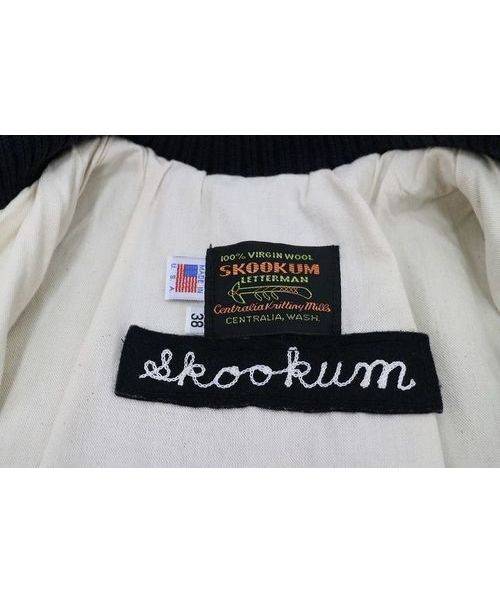 100% VIRGIN WOOL
SKOOKUM
LETTERMAN
Centralia Knitting Mills
CENTRALIA, WASH.
MADE IN
U.S.A
38
Skookum